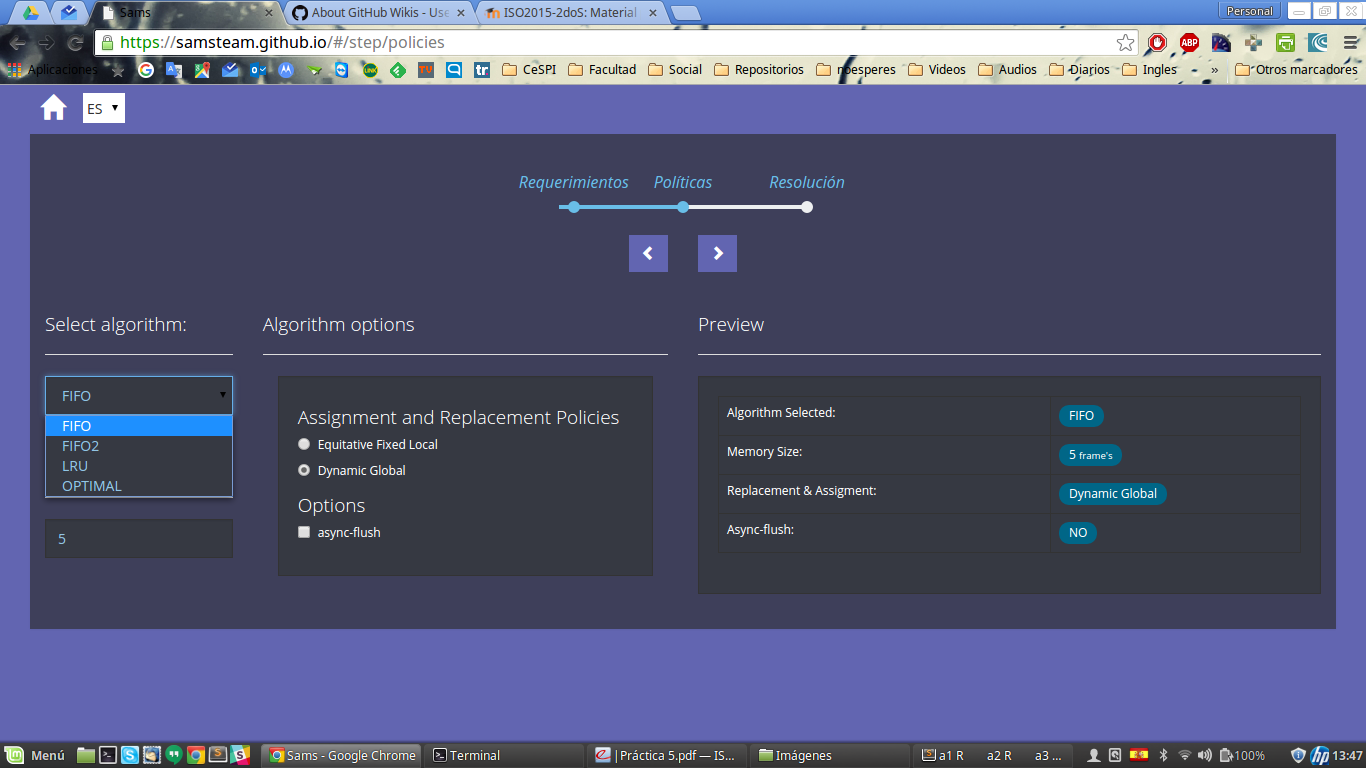 Sams
About GitHub Wikis - Use
ISO2015-2doS: Material
Personal
https://samsteam.github.io/#/step/policies
Aplicaciones
CeSPI
Facultad
Social
Repositorios
noesperes
Videos
Audios
Diarios
Ingles
»
Otros marcadores
ES
Requerimientos Políticas Resolución
Select algorithm:
FIFO
FIFO
FIFO2
LRU
OPTIMAL
5
Algorithm options
Assignment and Replacement Policies
Equitative Fixed Local
Dynamic Global
Options
async-flush
Preview
Algorithm Selected: FIFO
Memory Size: 5 frame's
Replacement & Assigment: Dynamic Global
Async-flush: NO
Menú
Sams - Google Chrome
Terminal
|Práctica 5.pdf — IS...
Imágenes
a1 R a2 R a3 ...
100%
13:47